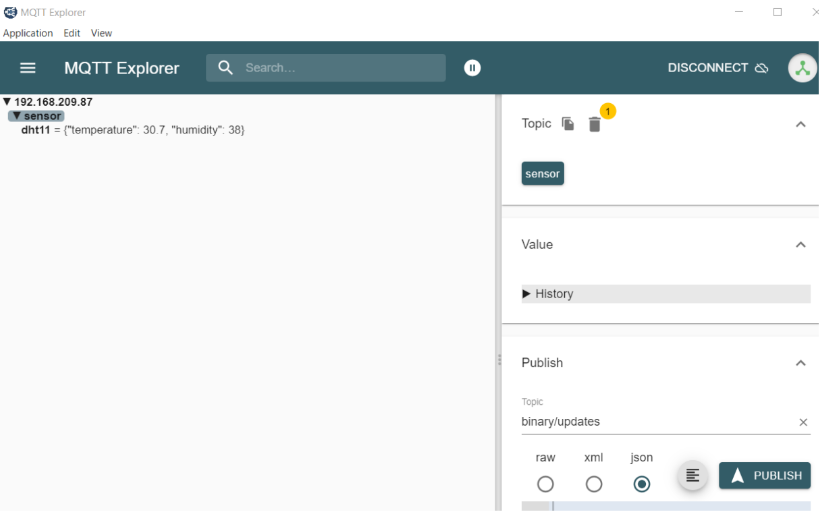 MQTT Explorer
Application Edit View
MQTT Explorer
Search...
DISCONNECT
▼ 192.168.209.87
▼ sensor
dht11 = {"temperature": 30.7, "humidity": 38}
Topic
1
sensor
Value
▶ History
Publish
Topic
binary/updates
raw xml json
PUBLISH